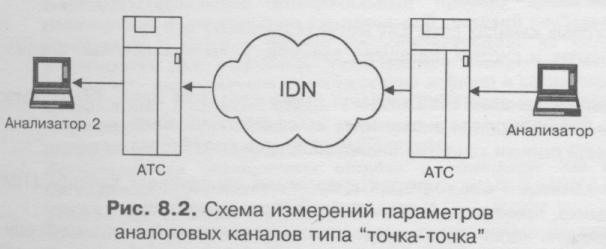 IDN
Анализатор 2
АТС
АТС
Анализатор
Рис. 8.2. Схема измерений параметров
аналоговых каналов типа “точка-точка”